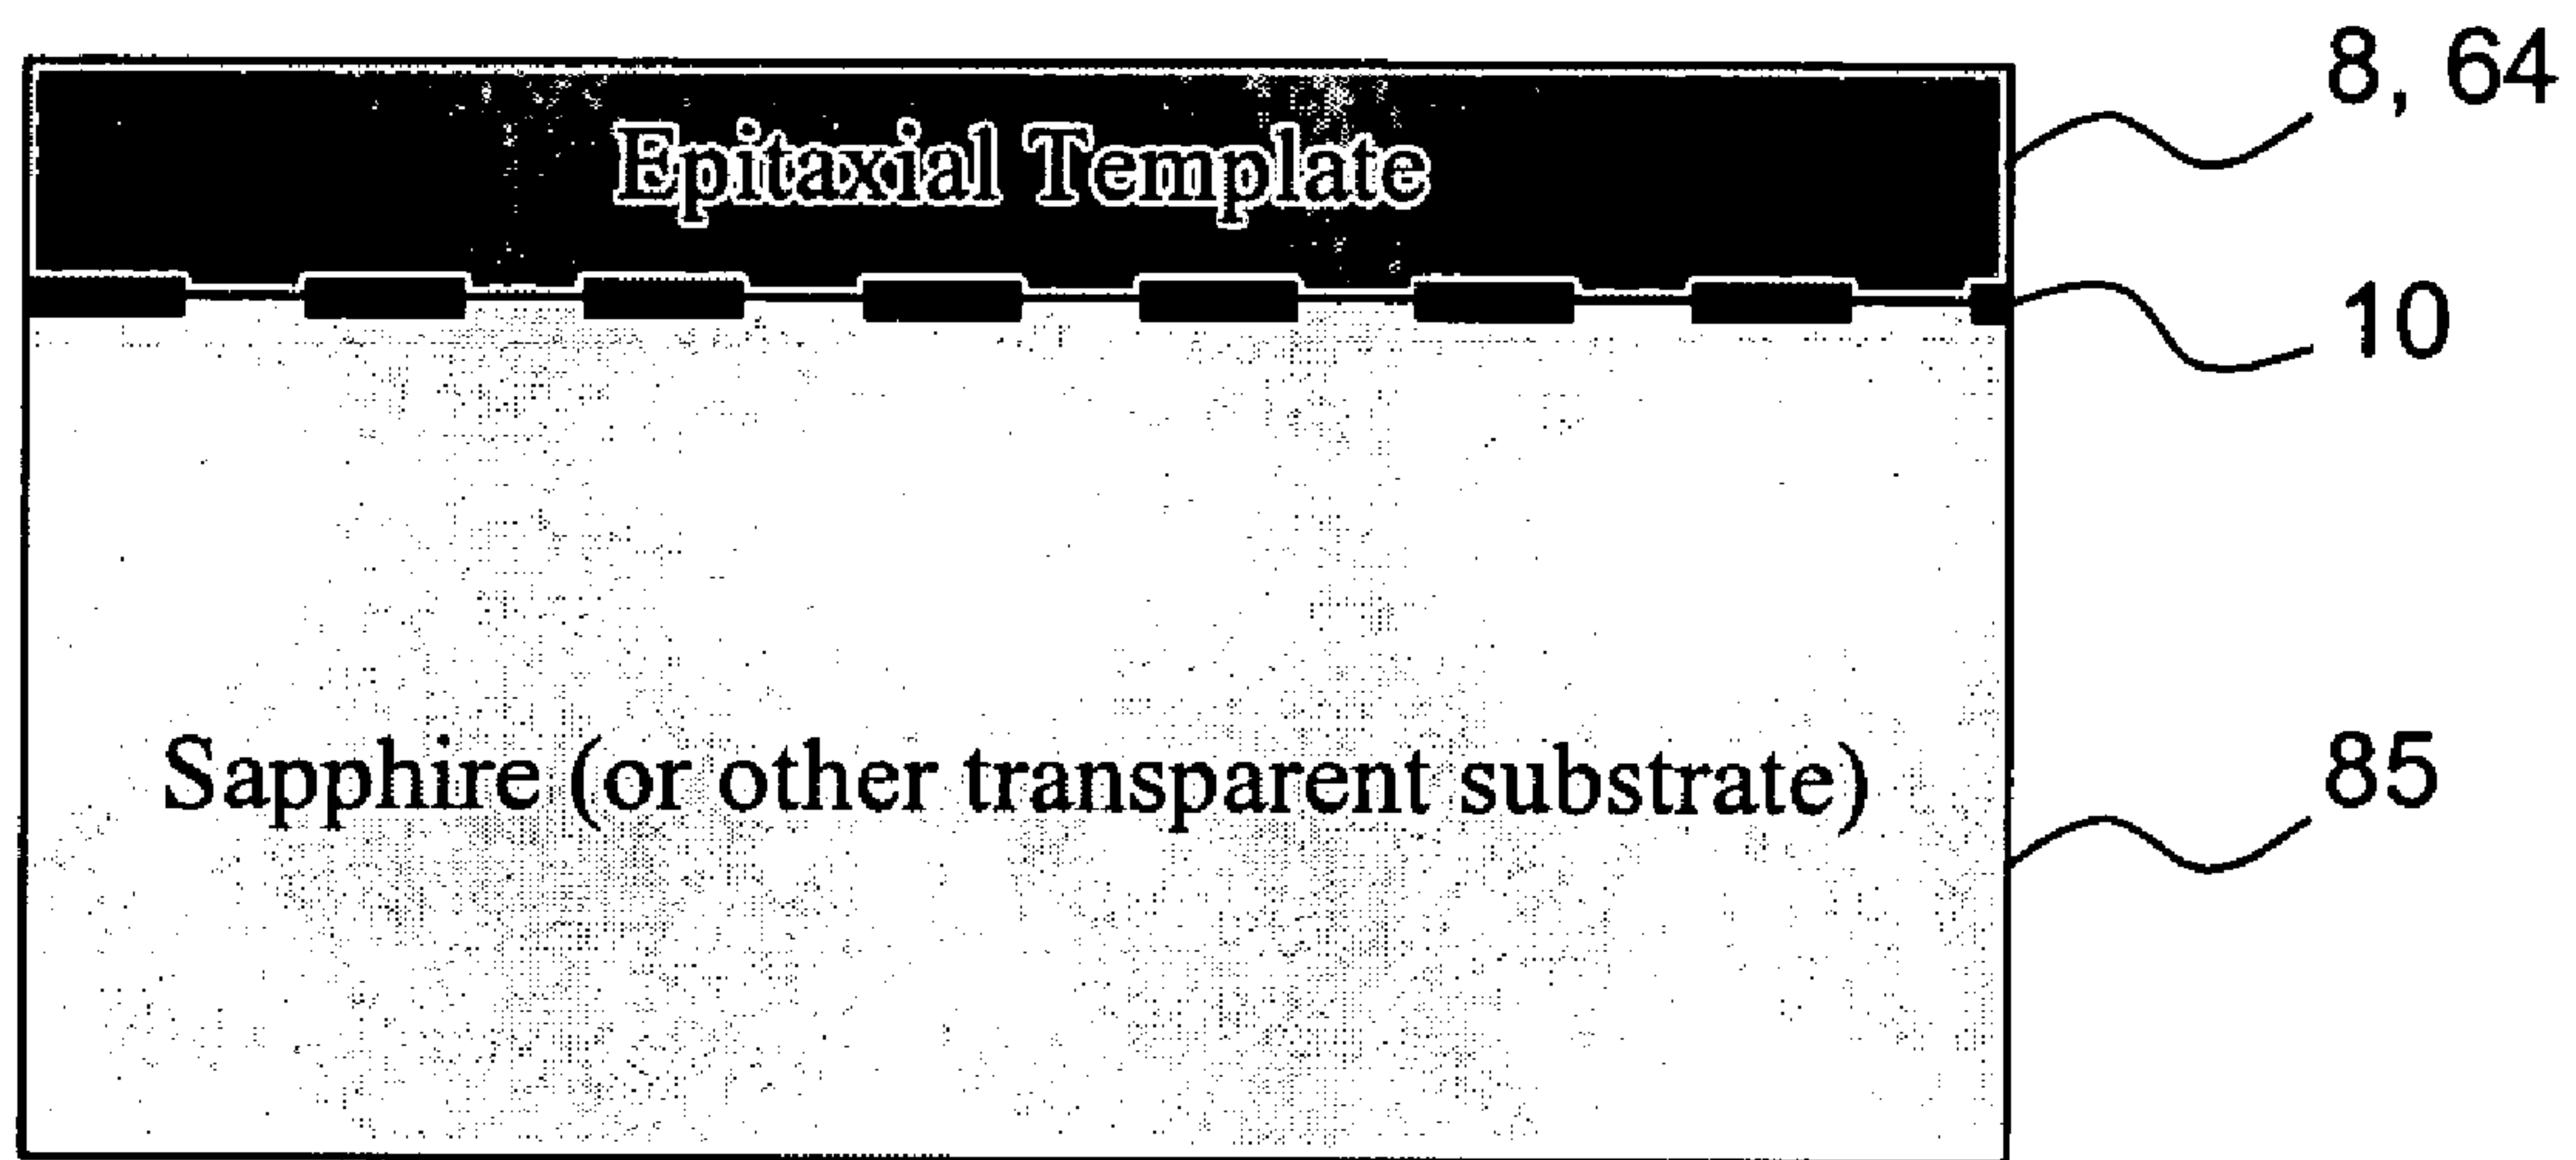 8, 64
Epitaxial Template
10
Sapphire (or other transparent substrate)
85